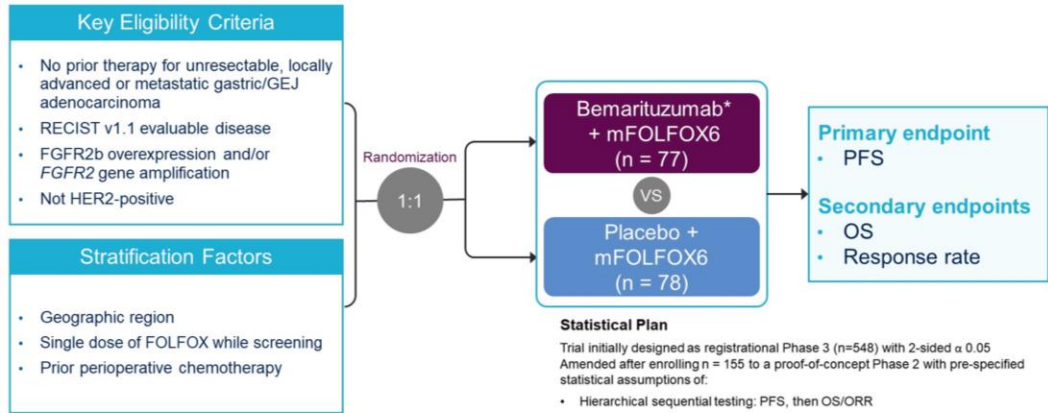 Key Eligibility Criteria
• No prior therapy for unresectable, locally
advanced or metastatic gastric/GEJ
adenocarcinoma
• RECIST v1.1 evaluable disease
• FGFR2b overexpression and/or
FGFR2 gene amplification
• Not HER2-positive
Stratification Factors
• Geographic region
• Single dose of FOLFOX while screening
• Prior perioperative chemotherapy
Randomization
1:1
Bemarituzumab*
+ mFOLFOX6
(n = 77)
VS
Placebo +
mFOLFOX6
(n = 78)
Primary endpoint
• PFS
Secondary endpoints
• OS
• Response rate
Statistical Plan
Trial initially designed as registrational Phase 3 (n=548) with 2-sided α 0.05
Amended after enrolling n = 155 to a proof-of-concept Phase 2 with pre-specified
statistical assumptions of:
• Hierarchical sequential testing: PFS, then OS/ORR